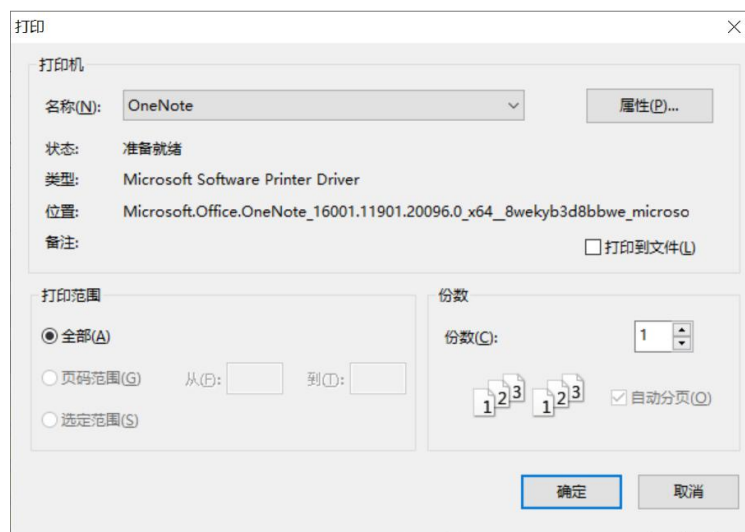 打印
打印机
名称(N): OneNote 属性(P)...
状态: 准备就绪
类型: Microsoft Software Printer Driver
位置: Microsoft.Office.OneNote_16001.11901.20096.0_x64__8wekyb3d8bbwe_microso
备注:
打印到文件(L)
打印范围
全部(A)
页码范围(G) 从(F): 到(T):
选定范围(S)
份数
份数(C): 1
1 2 3 1 2 3
自动分页(O)
确定 取消